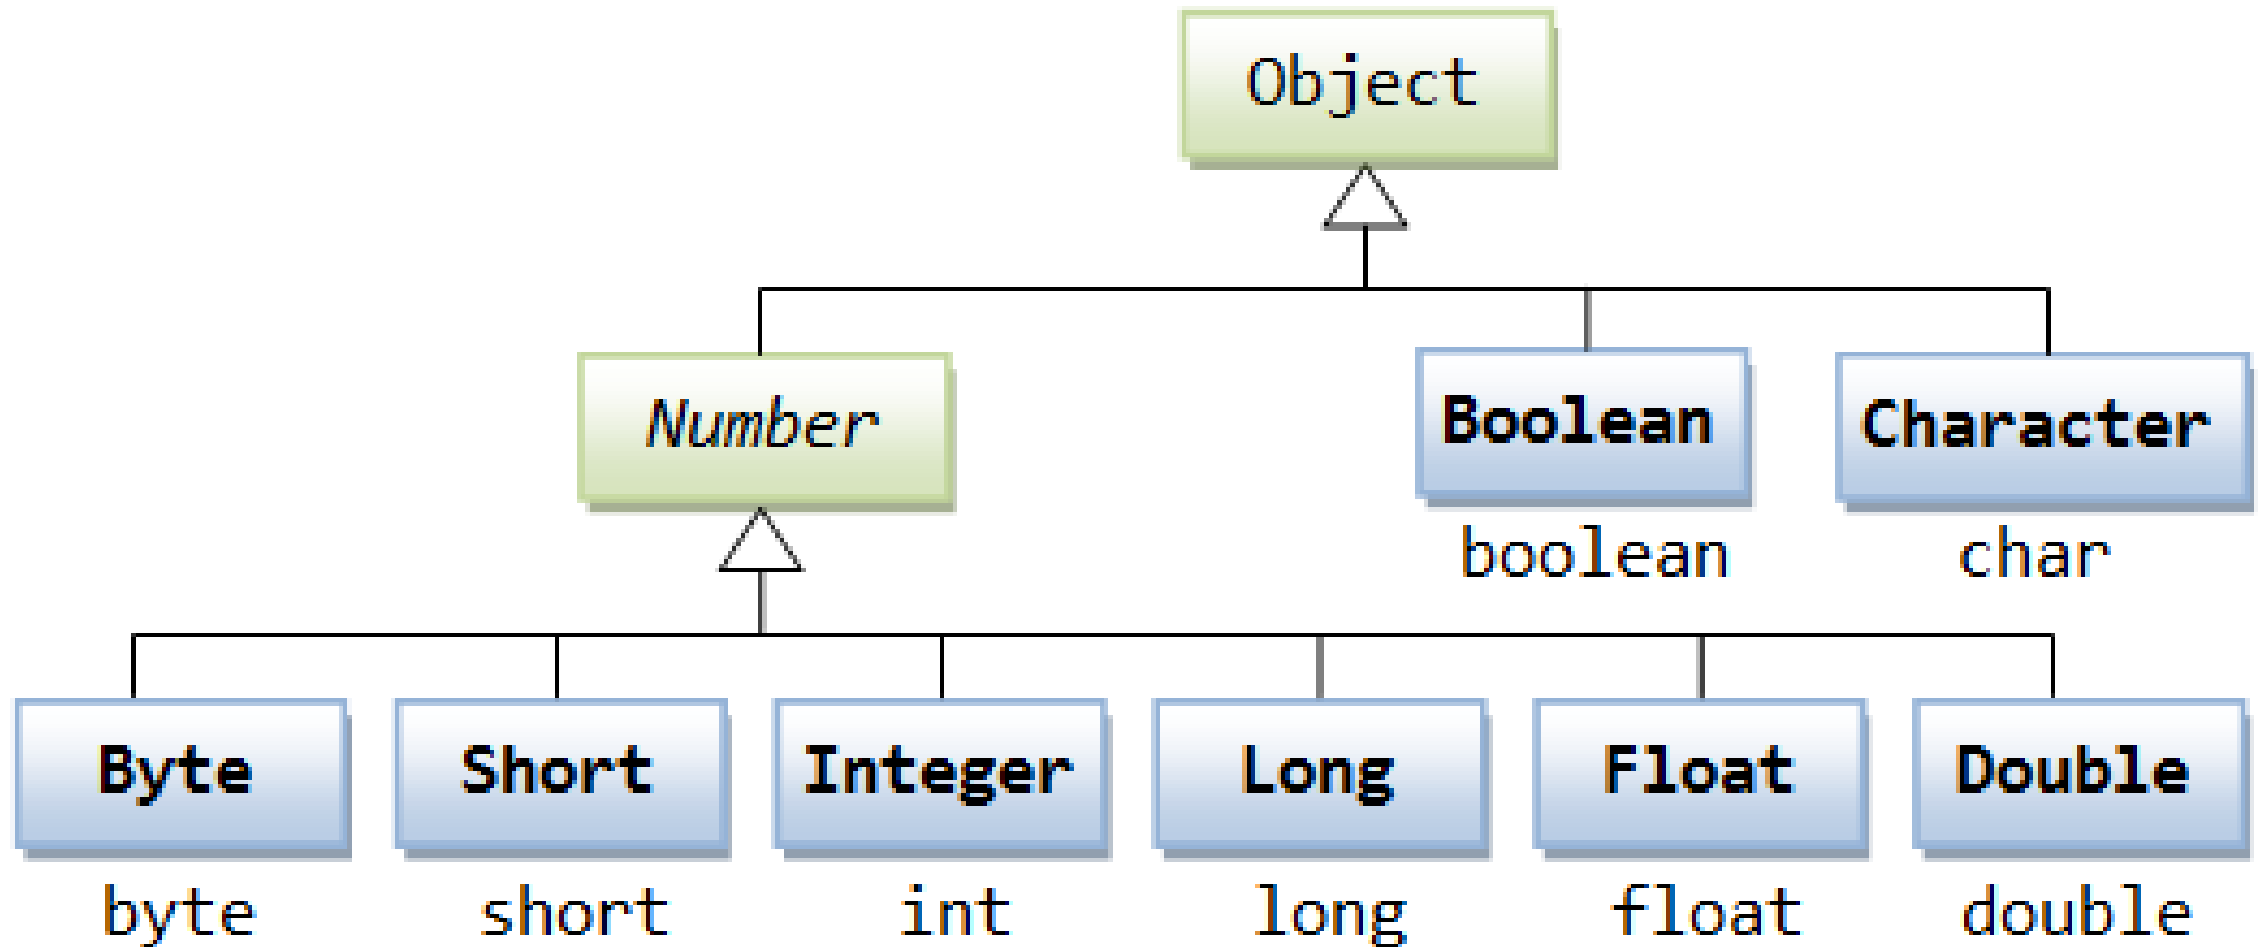 Object
Number
Boolean
Character
boolean
char
Byte
Short
Integer
Long
Float
Double
byte
short
int
long
float
double